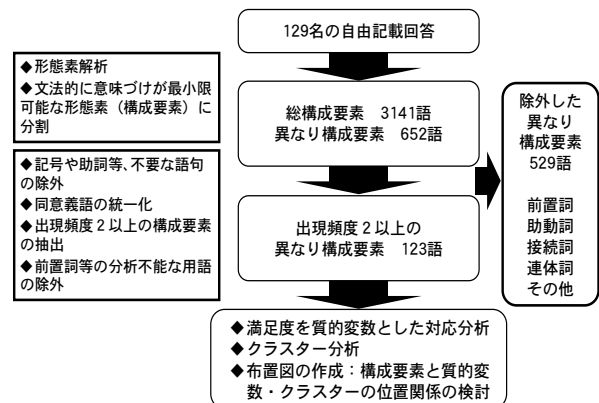 129名の自由記載回答
◆形態素解析
◆文法的に意味づけが最小限
可能な形態素（構成要素）に
分割
総構成要素　3141語
異なり構成要素　652語
除外した
異なり
構成要素
529語
前置詞
助動詞
接続詞
連体詞
その他
◆記号や助詞等、不要な語句
の除外
◆同意義語の統一化
◆出現頻度２以上の構成要素
の抽出
◆前置詞等の分析不能な用語
の除外
出現頻度２以上の
異なり構成要素　123語
◆満足度を質的変数とした対応分析
◆クラスター分析
◆布置図の作成：構成要素と質的変
数・クラスターの位置関係の検討